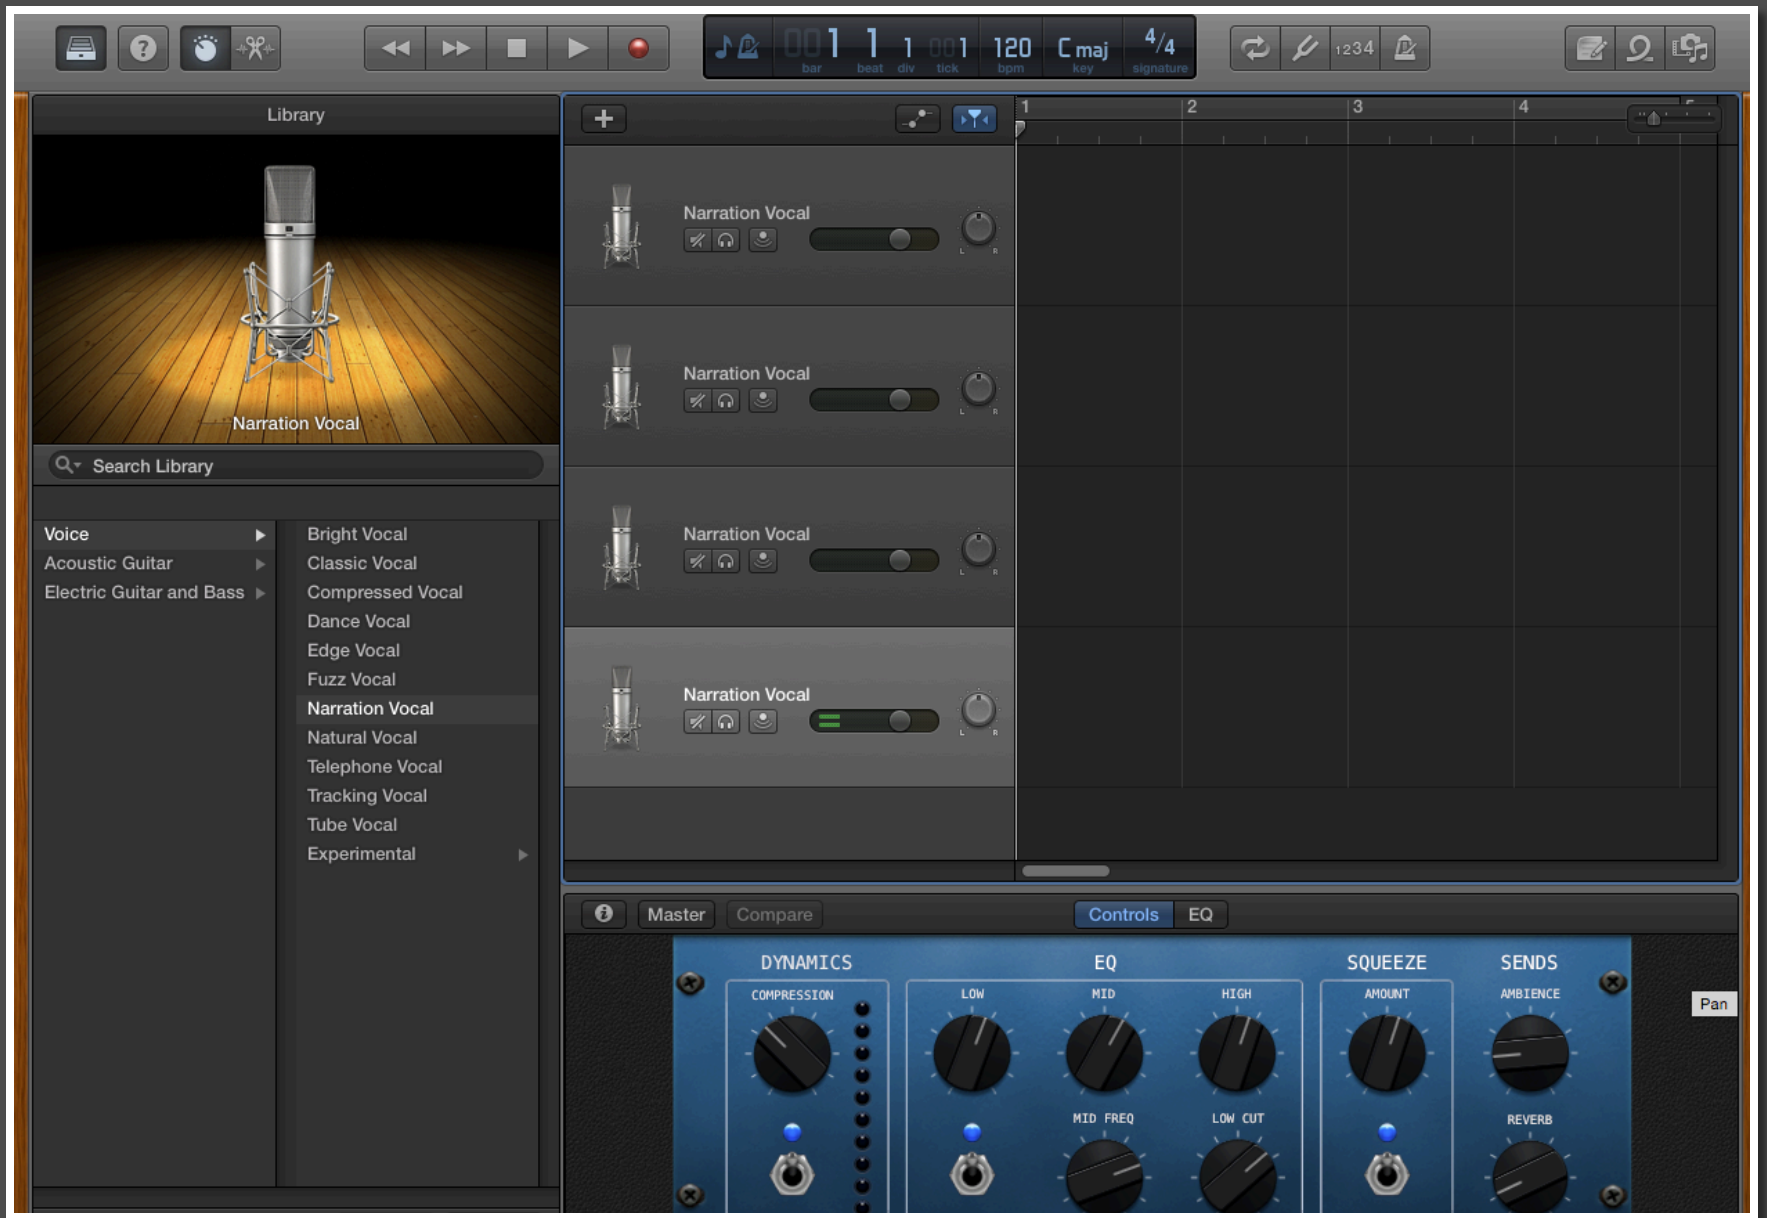 1 1 1 1 120 C maj 4/4
bar beat div tick bpm key signature
1234
Library
Narration Vocal
Search Library
Voice
Acoustic Guitar
Electric Guitar and Bass
Bright Vocal
Classic Vocal
Compressed Vocal
Dance Vocal
Edge Vocal
Fuzz Vocal
Narration Vocal
Natural Vocal
Telephone Vocal
Tracking Vocal
Tube Vocal
Experimental
1 2 3 4
Narration Vocal
L R
Narration Vocal
L R
Narration Vocal
L R
Narration Vocal
L R
Master Compare Controls EQ
DYNAMICS EQ SQUEEZE SENDS
COMPRESSION LOW MID HIGH AMOUNT AMBIENCE
Pan
MID FREQ LOW CUT REVERB